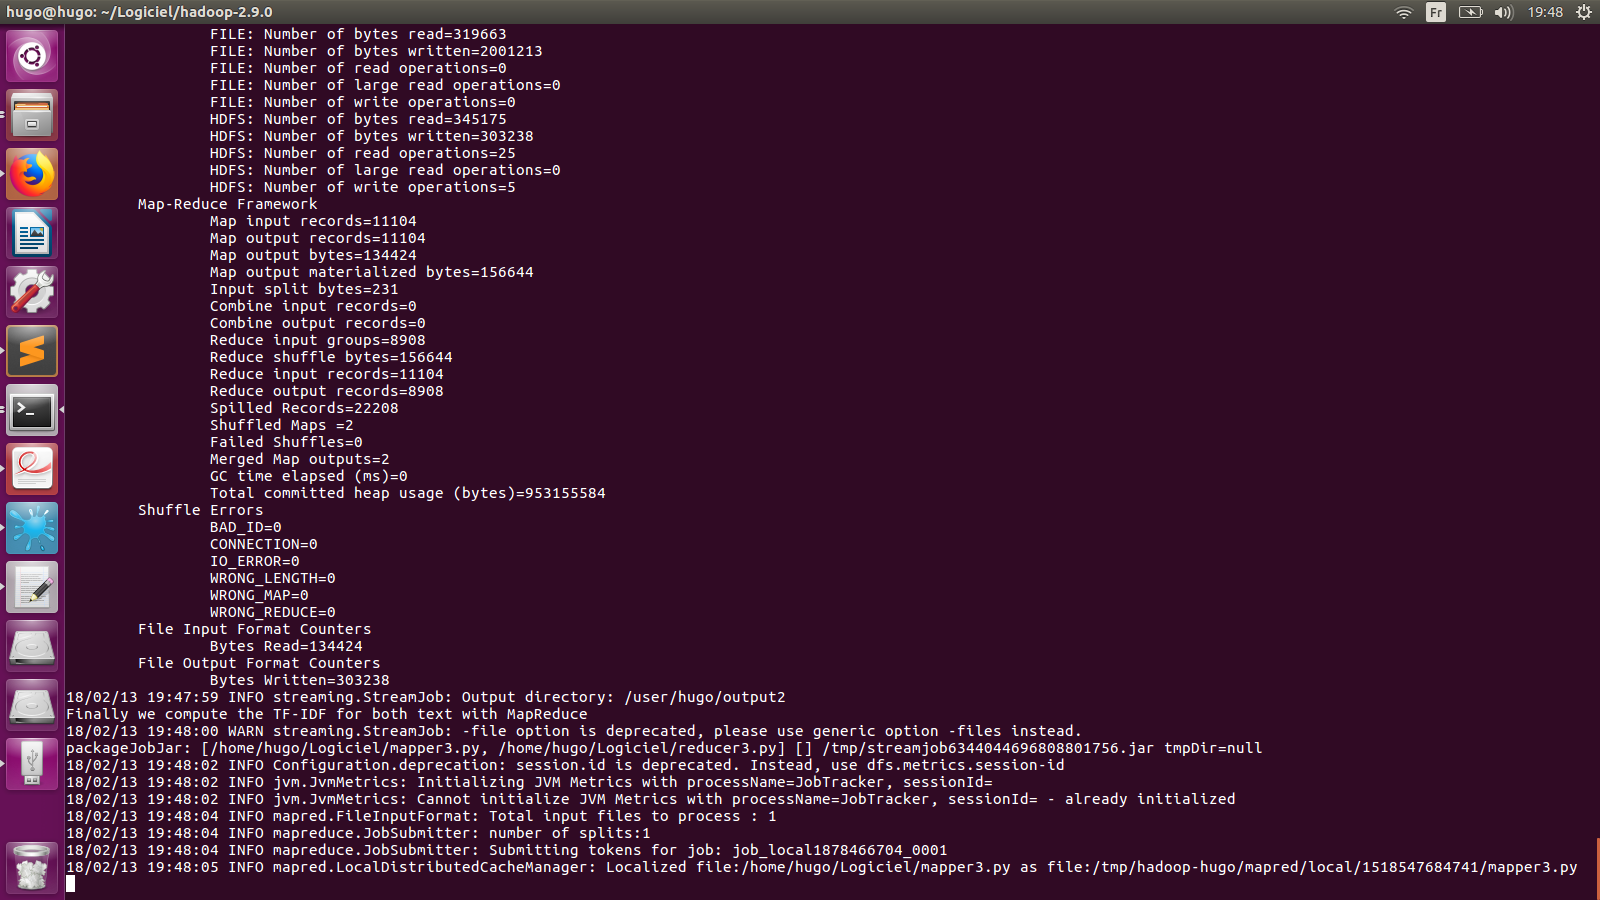 hugo@hugo: ~/Logiciel/hadoop-2.9.0
Fr
19:48
FILE: Number of bytes read=319663
FILE: Number of bytes written=2001213
FILE: Number of read operations=0
FILE: Number of large read operations=0
FILE: Number of write operations=0
HDFS: Number of bytes read=345175
HDFS: Number of bytes written=303238
HDFS: Number of read operations=25
HDFS: Number of large read operations=0
HDFS: Number of write operations=5
Map-Reduce Framework
Map input records=11104
Map output records=11104
Map output bytes=134424
Map output materialized bytes=156644
Input split bytes=231
Combine input records=0
Combine output records=0
Reduce input groups=8908
Reduce shuffle bytes=156644
Reduce input records=11104
Reduce output records=8908
Spilled Records=22208
Shuffled Maps =2
Failed Shuffles=0
Merged Map outputs=2
GC time elapsed (ms)=0
Total committed heap usage (bytes)=953155584
Shuffle Errors
BAD_ID=0
CONNECTION=0
IO_ERROR=0
WRONG_LENGTH=0
WRONG_MAP=0
WRONG_REDUCE=0
File Input Format Counters
Bytes Read=134424
File Output Format Counters
Bytes Written=303238
18/02/13 19:47:59 INFO streaming.StreamJob: Output directory: /user/hugo/output2
Finally we compute the TF-IDF for both text with MapReduce
18/02/13 19:48:00 WARN streaming.StreamJob: -file option is deprecated, please use generic option -files instead.
packageJobJar: [/home/hugo/Logiciel/mapper3.py, /home/hugo/Logiciel/reducer3.py] [] /tmp/streamjob6344044696808801756.jar tmpDir=null
18/02/13 19:48:02 INFO Configuration.deprecation: session.id is deprecated. Instead, use dfs.metrics.session-id
18/02/13 19:48:02 INFO jvm.JvmMetrics: Initializing JVM Metrics with processName=JobTracker, sessionId=
18/02/13 19:48:02 INFO jvm.JvmMetrics: Cannot initialize JVM Metrics with processName=JobTracker, sessionId= - already initialized
18/02/13 19:48:04 INFO mapred.FileInputFormat: Total input files to process : 1
18/02/13 19:48:04 INFO mapreduce.JobSubmitter: number of splits:1
18/02/13 19:48:04 INFO mapreduce.JobSubmitter: Submitting tokens for job: job_local1878466704_0001
18/02/13 19:48:05 INFO mapred.LocalDistributedCacheManager: Localized file:/home/hugo/Logiciel/mapper3.py as file:/tmp/hadoop-hugo/mapred/local/1518547684741/mapper3.py